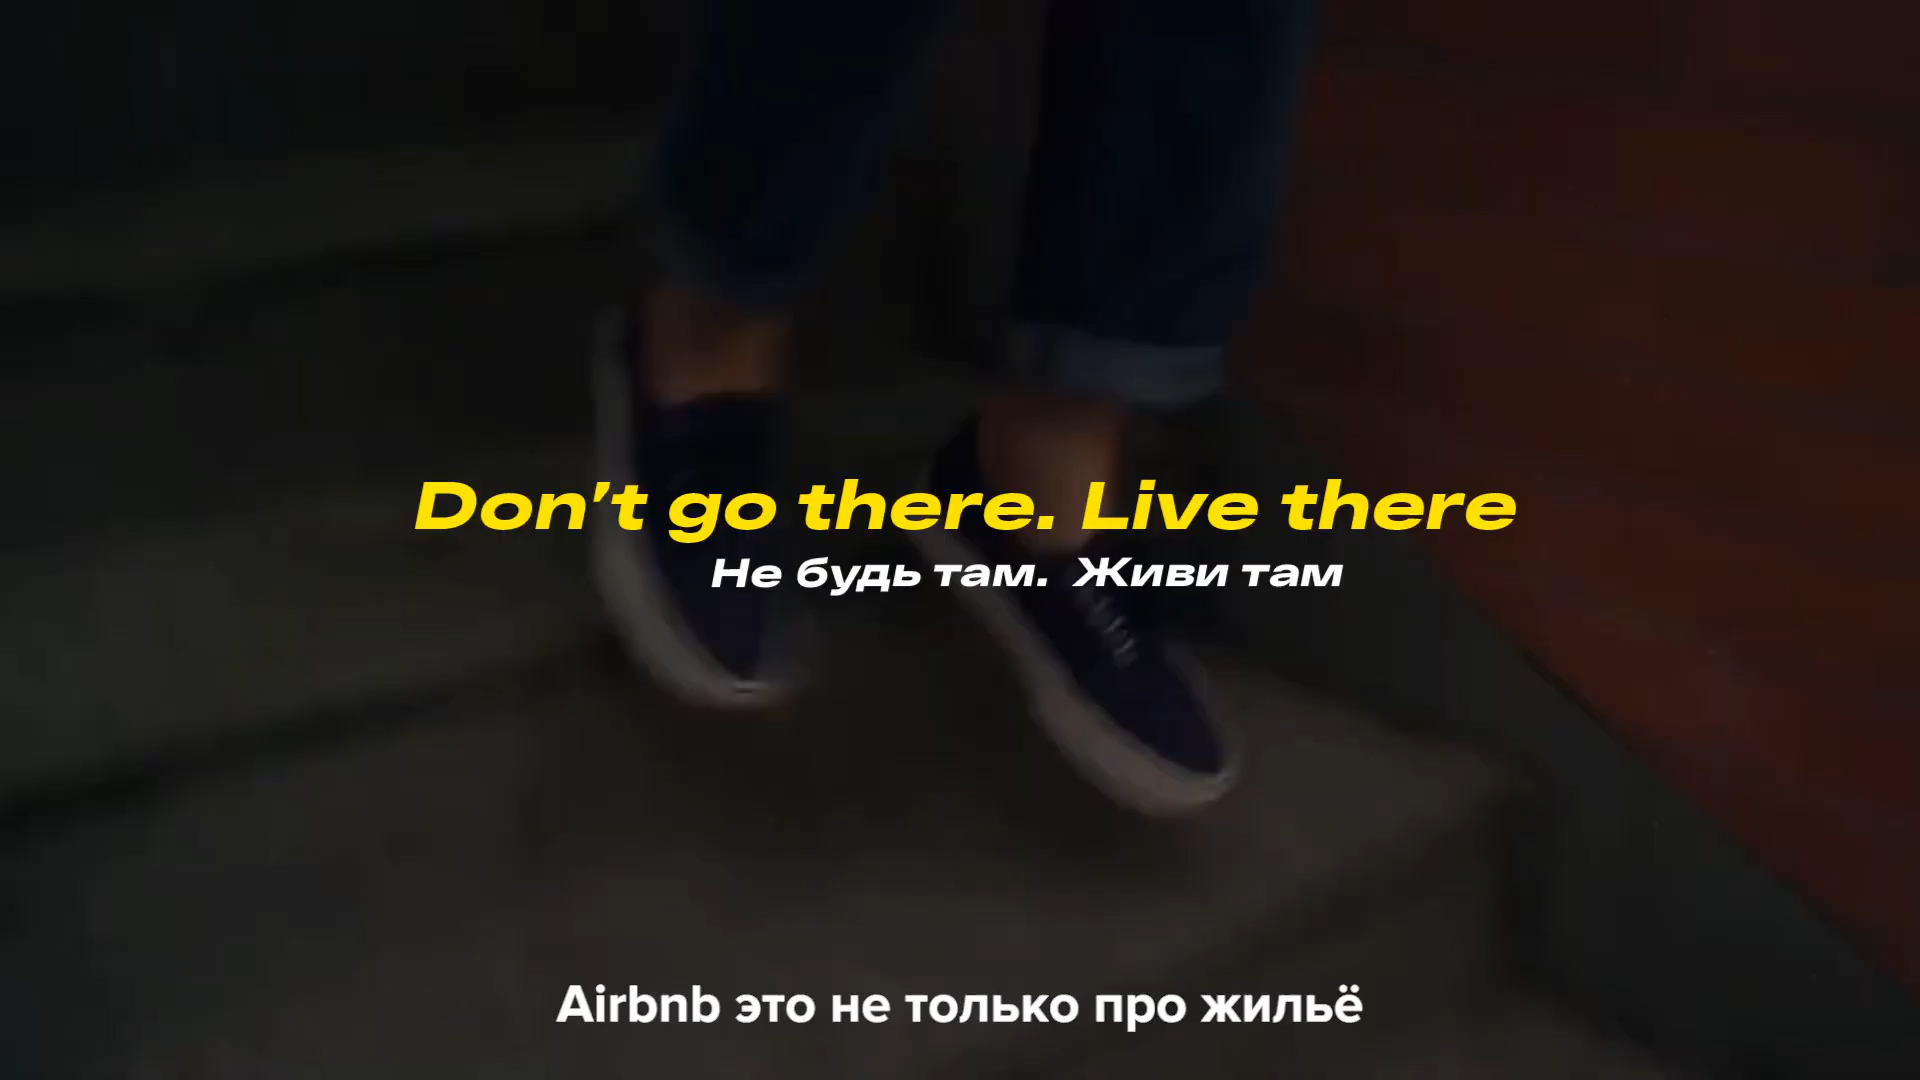 Don't go there. Live there
Не будь там. Живи там
Airbnb это не только про жильё